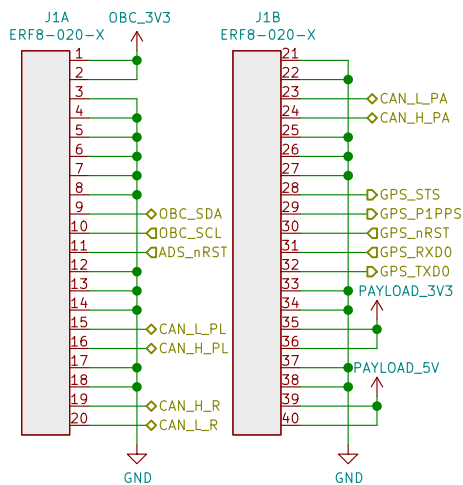 J1A
ERF8-020-X
OBC_3V3
1
2
3
4
5
6
7
8
9 OBC_SDA
10 OBC_SCL
11 ADS_nRST
12
13
14
15 CAN_L_PL
16 CAN_H_PL
17
18
19 CAN_H_R
20 CAN_L_R
GND
J1B
ERF8-020-X
21
22
23 CAN_L_PA
24 CAN_H_PA
25
26
27
28 GPS_STS
29 GPS_P1PPS
30 GPS_nRST
31 GPS_RXD0
32 GPS_TXD0
33
PAYLOAD_3V3
34
35
36
37
PAYLOAD_5V
38
39
40
GND